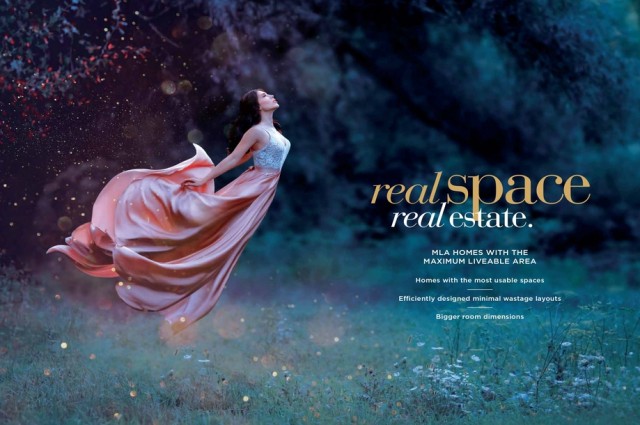 real space
real estate.
MLA HOMES WITH THE
MAXIMUM LIVEABLE AREA
Homes with the most usable spaces
Efficiently designed minimal wastage layouts
Bigger room dimensions